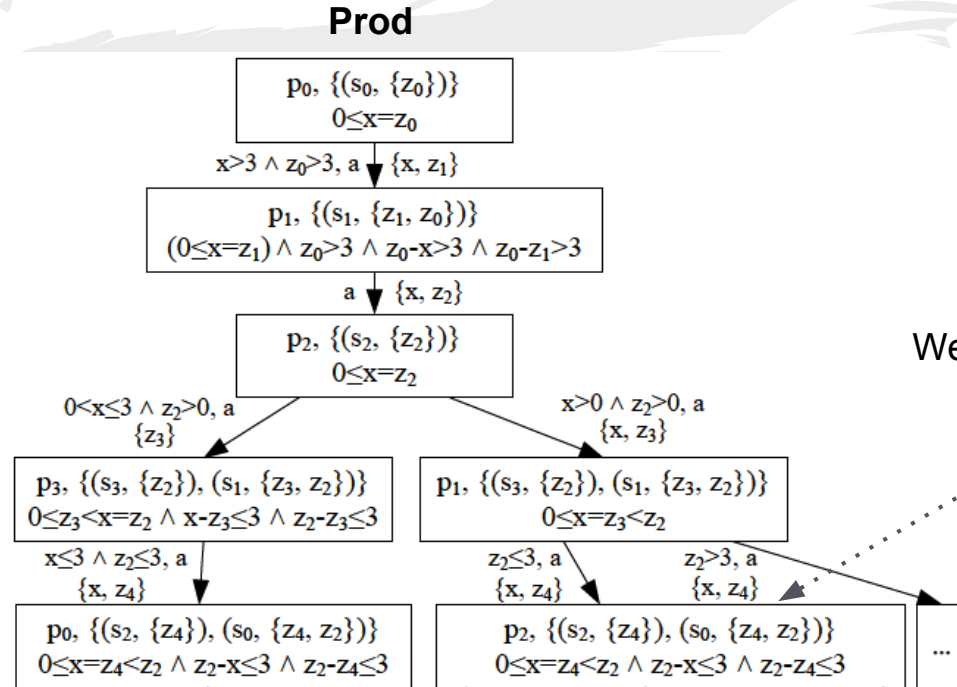 Prod
p₀, {(s₀, {z₀})}
0≤x=z₀
x>3 ∧ z₀>3, a {x, z₁}
p₁, {(s₁, {z₁, z₀})}
(0≤x=z₁) ∧ z₀>3 ∧ z₀-x>3 ∧ z₀-z₁>3
a {x, z₂}
p₂, {(s₂, {z₂})}
0≤x=z₂
We
0<x≤3 ∧ z₂>0, a
{z₃}
x>0 ∧ z₂>0, a
{x, z₃}
p₃, {(s₃, {z₂}), (s₁, {z₃, z₂})}
0≤z₃<x=z₂ ∧ x-z₃≤3 ∧ z₂-z₃≤3
p₁, {(s₃, {z₂}), (s₁, {z₃, z₂})}
0≤x=z₃<z₂
x≤3 ∧ z₂≤3, a
{x, z₄}
z₂≤3, a
{x, z₄}
z₂>3, a
{x, z₄}
p₀, {(s₂, {z₄}), (s₀, {z₄, z₂})}
0≤x=z₄<z₂ ∧ z₂-x≤3 ∧ z₂-z₄≤3
p₂, {(s₂, {z₄}), (s₀, {z₄, z₂})}
0≤x=z₄<z₂ ∧ z₂-x≤3 ∧ z₂-z₄≤3
...